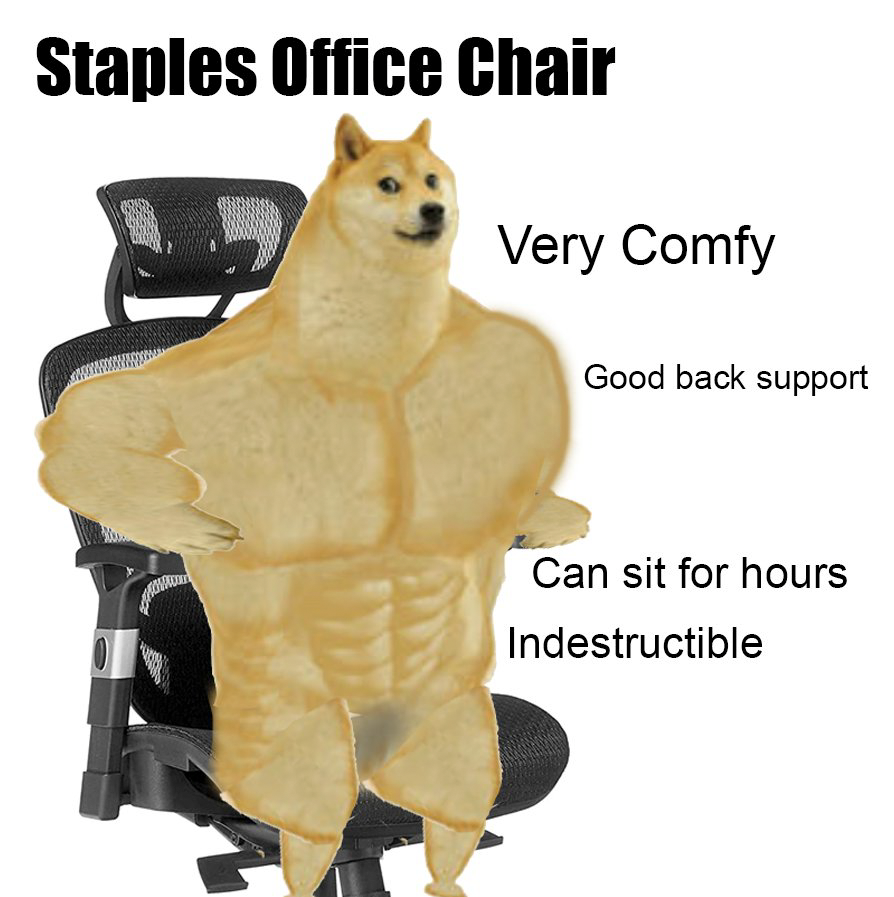 Staples Office Chair
Very Comfy
Good back support
Can sit for hours
Indestructible